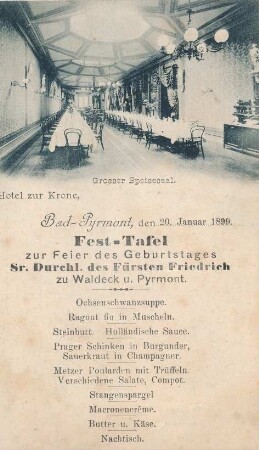 Grosser Speisesaal.
Hotel zur Krone,
Bad-Pyrmont, den 20. Januar 1899.
Fest-Tafel
zur Feier des Geburtstages
Sr. Durchl. des Fürsten Friedrich
zu Waldeck u. Pyrmont.
Ochsenschwanzsuppe.
Ragout fin in Muscheln.
Steinbutt. Holländische Sauce.
Prager Schinken in Burgunder,
Sauerkraut in Champagner.
Metzer Poularden mit Trüffeln.
Verschiedene Salate, Compot.
Stangenspargel
Macronencrême.
Butter u. Käse.
Nachtisch.